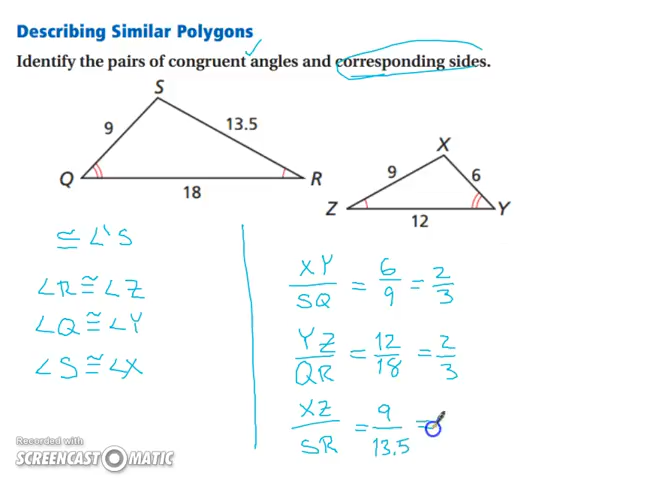 Describing Similar Polygons
Identify the pairs of congruent angles and corresponding sides.
S
9
13.5
Q
R
18
X
9
6
Z
Y
12
≅ ∠'S
∠R ≅ ∠Z
∠Q ≅ ∠Y
∠S ≅ ∠X
XY/SQ = 6/9 = 2/3
YZ/QR = 12/18 = 2/3
XZ/SR = 9/13.5 =
Recorded with
SCREENCAST-O-MATIC